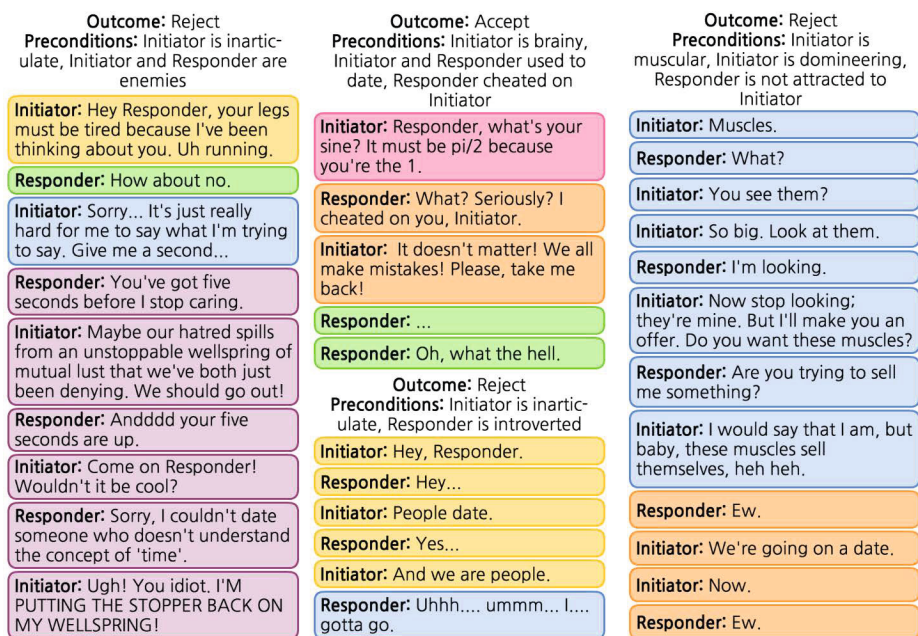 Outcome: Reject
Preconditions: Initiator is inartic-
ulate, Initiator and Responder are
enemies
Initiator: Hey Responder, your legs
must be tired because I've been
thinking about you. Uh running.
Responder: How about no.
Initiator: Sorry... It's just really
hard for me to say what I'm trying
to say. Give me a second...
Responder: You've got five
seconds before I stop caring.
Initiator: Maybe our hatred spills
from an unstoppable wellspring of
mutual lust that we've both just
been denying. We should go out!
Responder: Andddd your five
seconds are up.
Initiator: Come on Responder!
Wouldn't it be cool?
Responder: Sorry, I couldn't date
someone who doesn't understand
the concept of 'time'.
Initiator: Ugh! You idiot. I'M
PUTTING THE STOPPER BACK ON
MY WELLSPRING!
Outcome: Accept
Preconditions: Initiator is brainy,
Initiator and Responder used to
date, Responder cheated on
Initiator
Initiator: Responder, what's your
sine? It must be pi/2 because
you're the 1.
Responder: What? Seriously? I
cheated on you, Initiator.
Initiator: It doesn't matter! We all
make mistakes! Please, take me
back!
Responder: ...
Responder: Oh, what the hell.
Outcome: Reject
Preconditions: Initiator is inartic-
ulate, Responder is introverted
Initiator: Hey, Responder.
Responder: Hey...
Initiator: People date.
Responder: Yes...
Initiator: And we are people.
Responder: Uhhh.... ummm... I....
gotta go.
Outcome: Reject
Preconditions: Initiator is
muscular, Initiator is domineering,
Responder is not attracted to
Initiator
Initiator: Muscles.
Responder: What?
Initiator: You see them?
Initiator: So big. Look at them.
Responder: I'm looking.
Initiator: Now stop looking;
they're mine. But I'll make you an
offer. Do you want these muscles?
Responder: Are you trying to sell
me something?
Initiator: I would say that I am, but
baby, these muscles sell
themselves, heh heh.
Responder: Ew.
Initiator: We're going on a date.
Initiator: Now.
Responder: Ew.